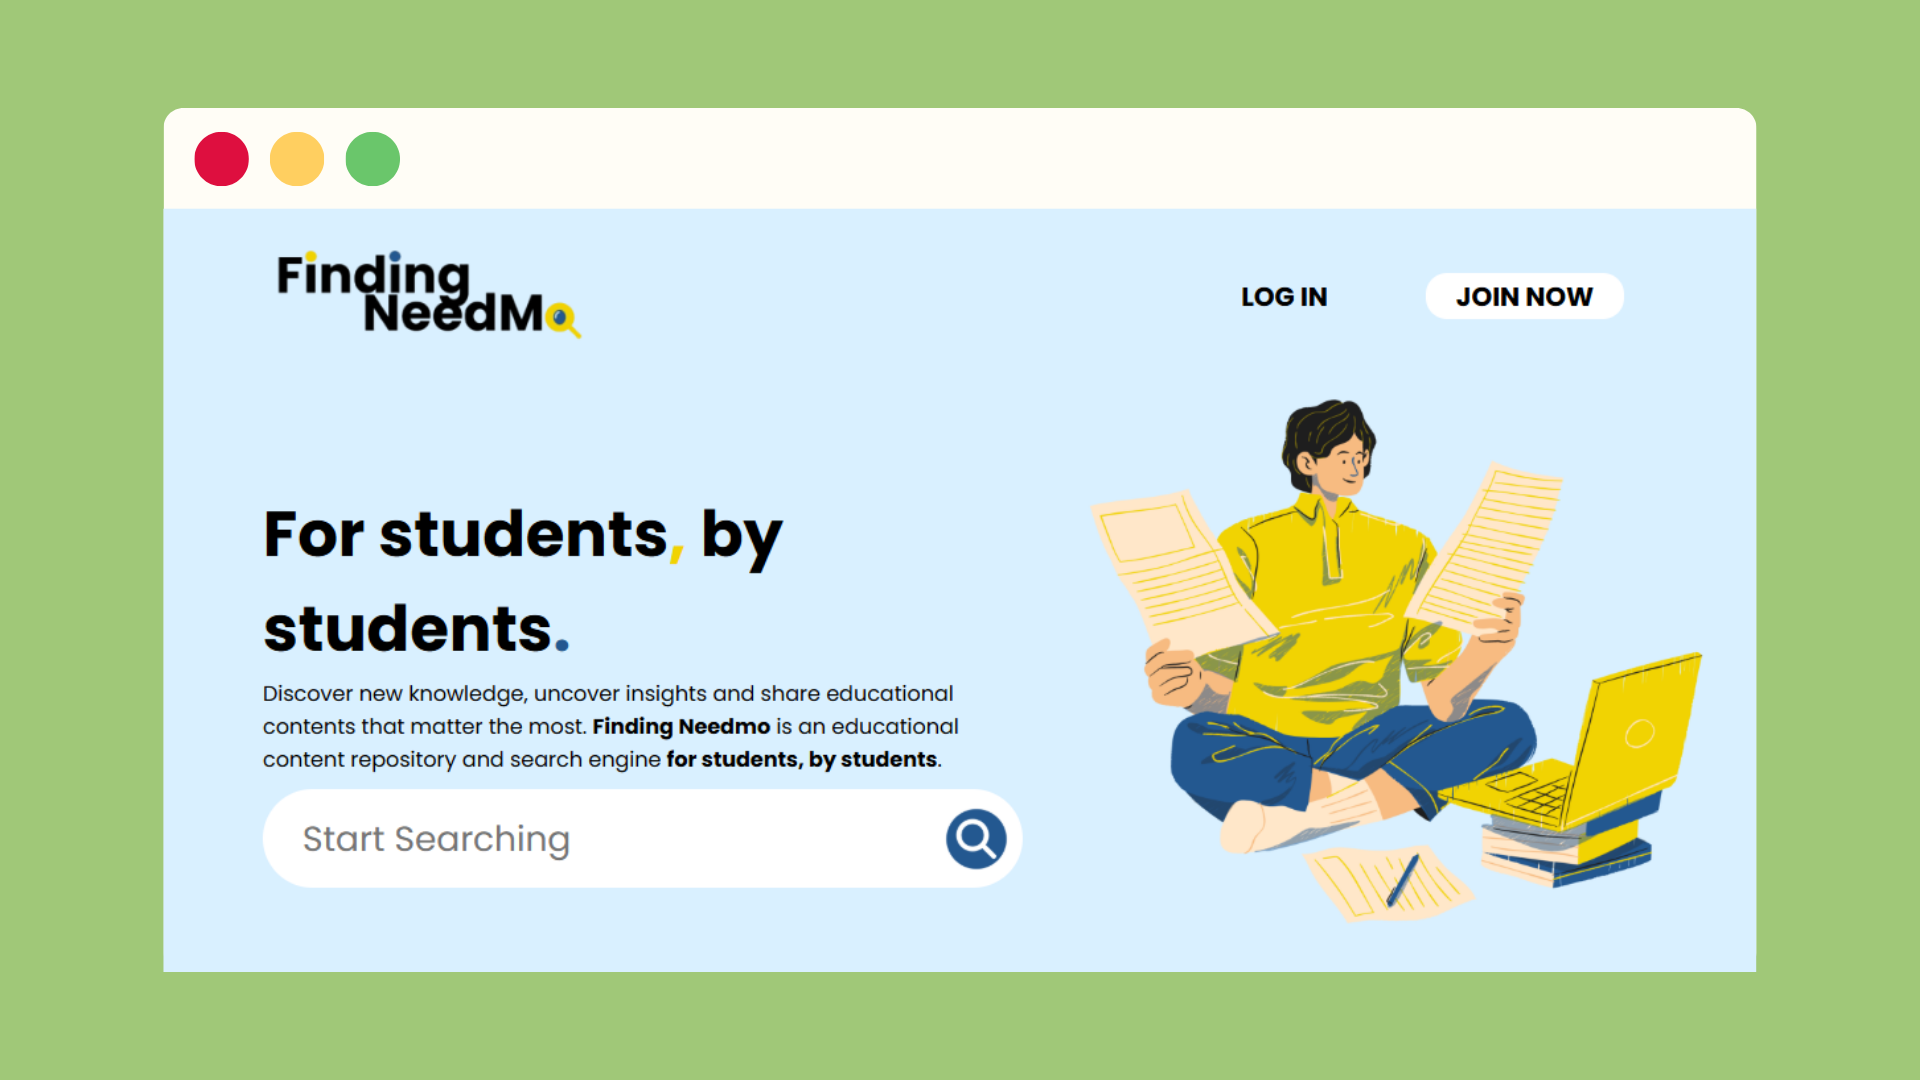 Finding
NeedMo
LOG IN
JOIN NOW
For students, by
students.
Discover new knowledge, uncover insights and share educational
contents that matter the most. Finding Needmo is an educational
content repository and search engine for students, by students.
Start Searching